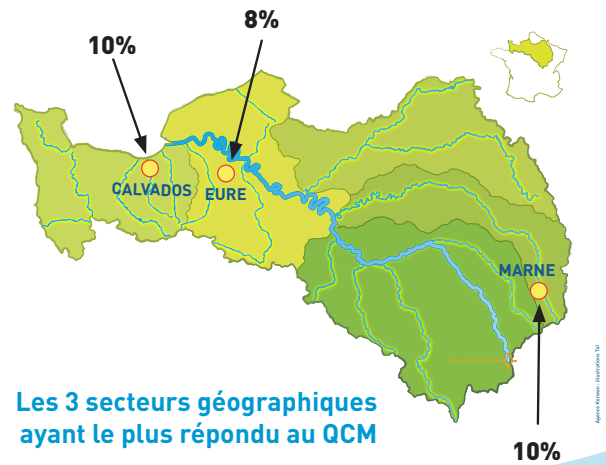 8%
10%
CALVADOS
EURE
MARNE
Les 3 secteurs géographiques
ayant le plus répondu au QCM
10%